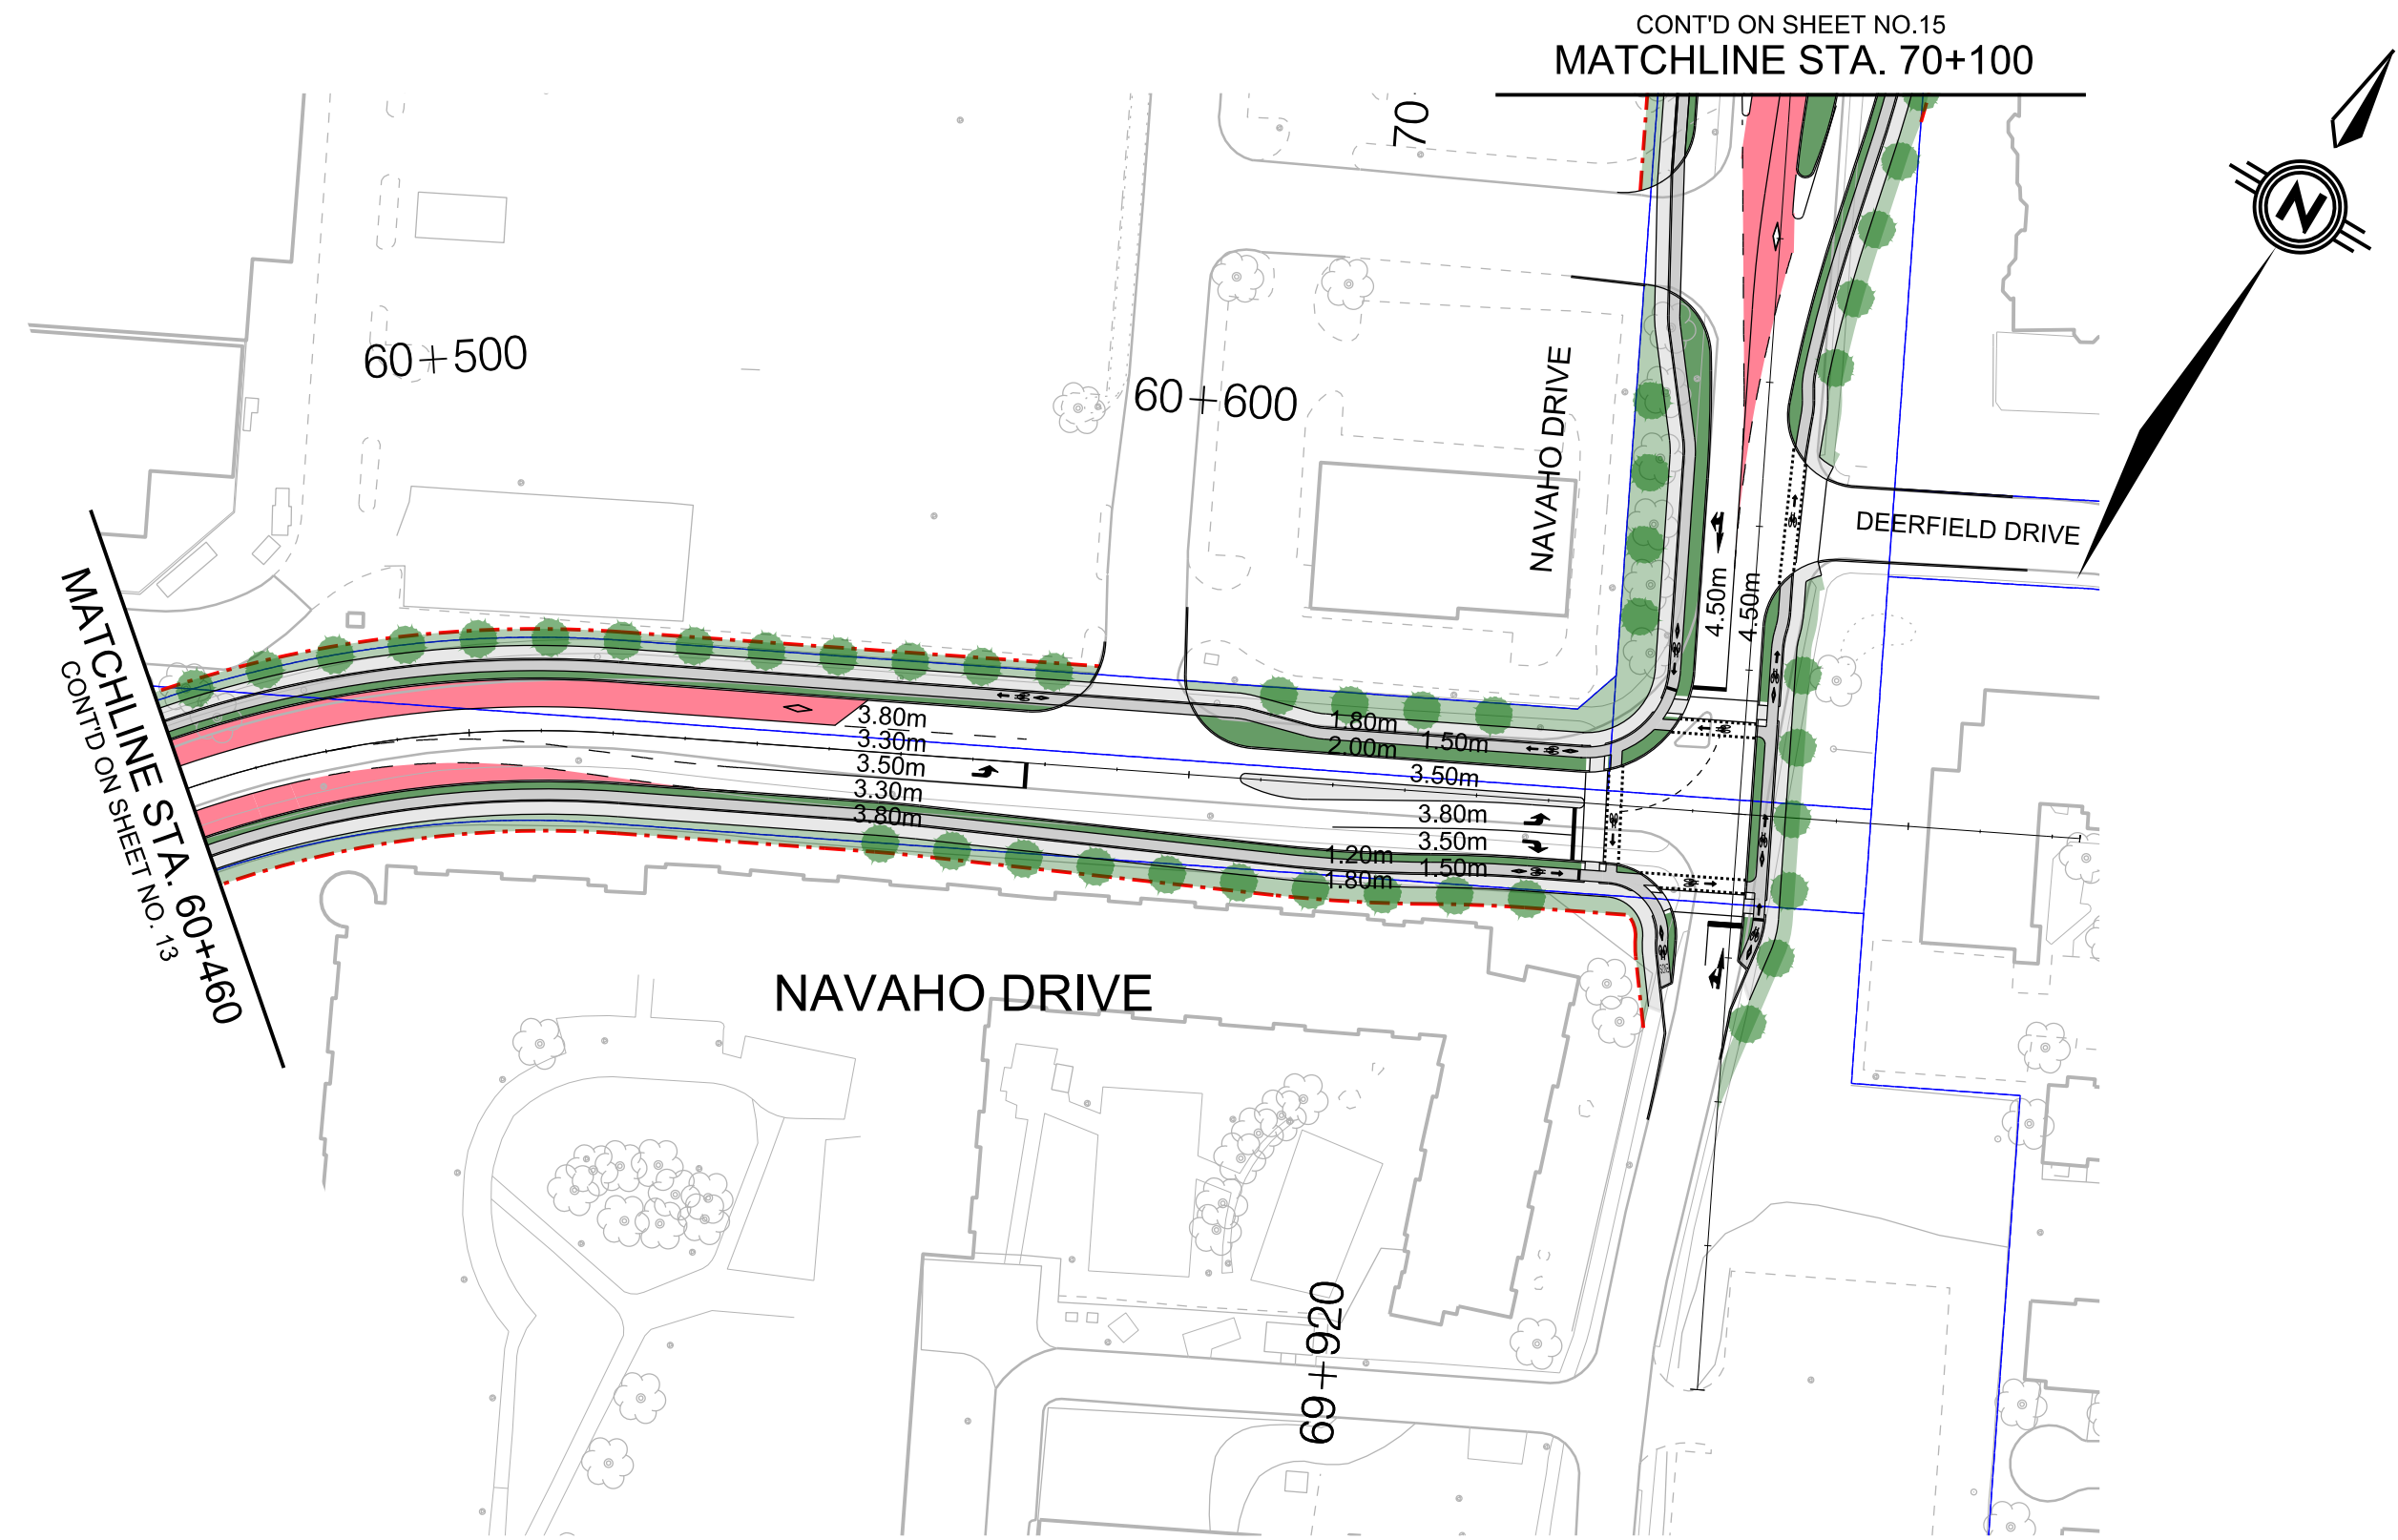 CONT'D ON SHEET NO.15
MATCHLINE STA. 70+100
70
N
60+500
60+600
NAVAHO DRIVE
DEERFIELD DRIVE
4.50m
4.50m
MATCHLINE STA. 60+460
CONT'D ON SHEET NO. 13
3.80m
3.30m
3.50m
3.30m
3.80m
1.80m
2.00m
1.50m
3.50m
3.80m
3.50m
1.20m
1.50m
1.80m
NAVAHO DRIVE
69+920